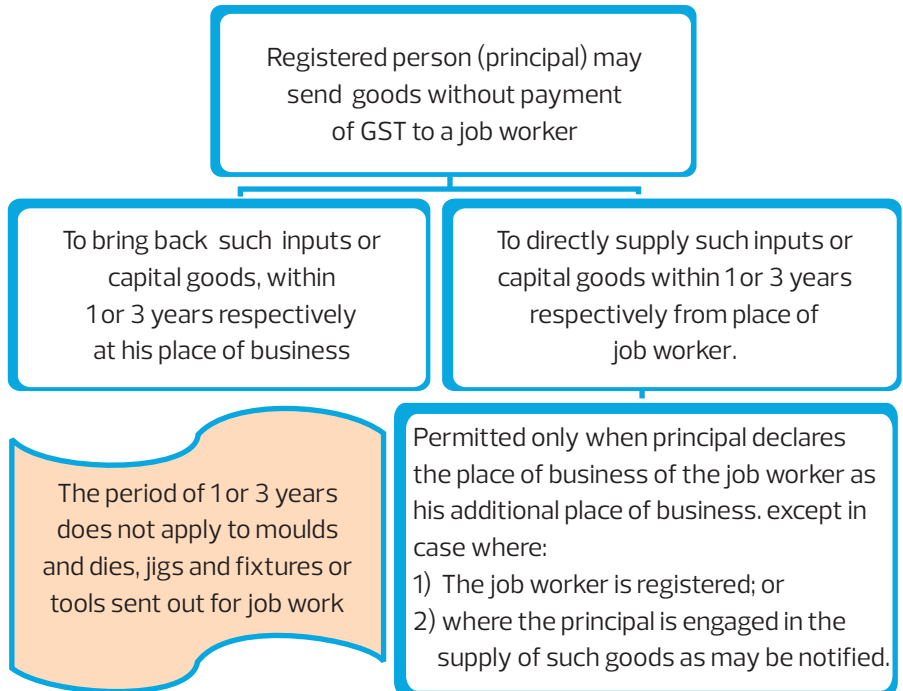 Registered person (principal) may
send goods without payment
of GST to a job worker
To bring back such inputs or
capital goods, within
1 or 3 years respectively
at his place of business
To directly supply such inputs or
capital goods within 1 or 3 years
respectively from place of
job worker.
The period of 1 or 3 years
does not apply to moulds
and dies, jigs and fixtures or
tools sent out for job work
Permitted only when principal declares
the place of business of the job worker as
his additional place of business. except in
case where:
1) The job worker is registered; or
2) where the principal is engaged in the
supply of such goods as may be notified.